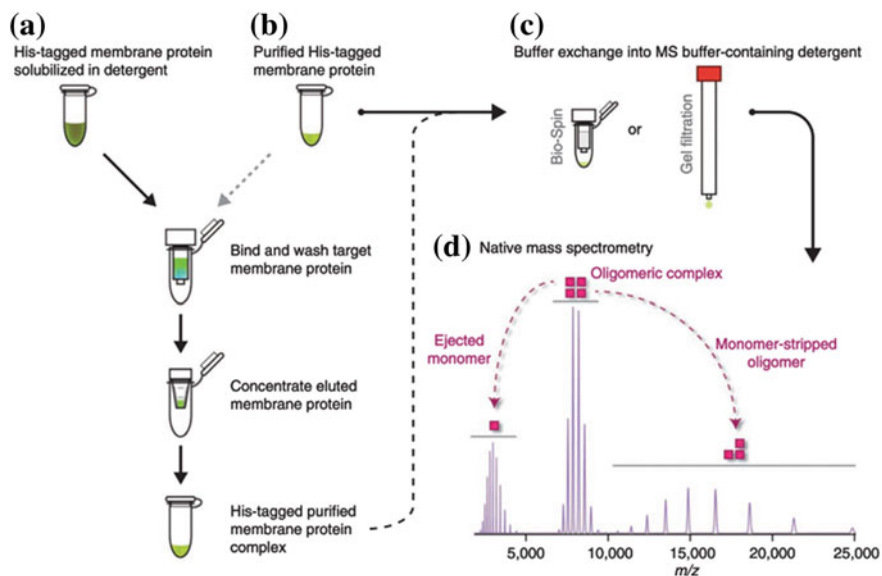 (a)
His-tagged membrane protein
solubilized in detergent
(b)
Purified His-tagged
membrane protein
(c)
Buffer exchange into MS buffer-containing detergent
Bio-Spin
or
Gel filtration
Bind and wash target
membrane protein
Concentrate eluted
membrane protein
His-tagged purified
membrane protein
complex
(d)
Native mass spectrometry
Oligomeric complex
Ejected
monomer
Monomer-stripped
oligomer
5,000 10,000 15,000 20,000 25,000
m/z